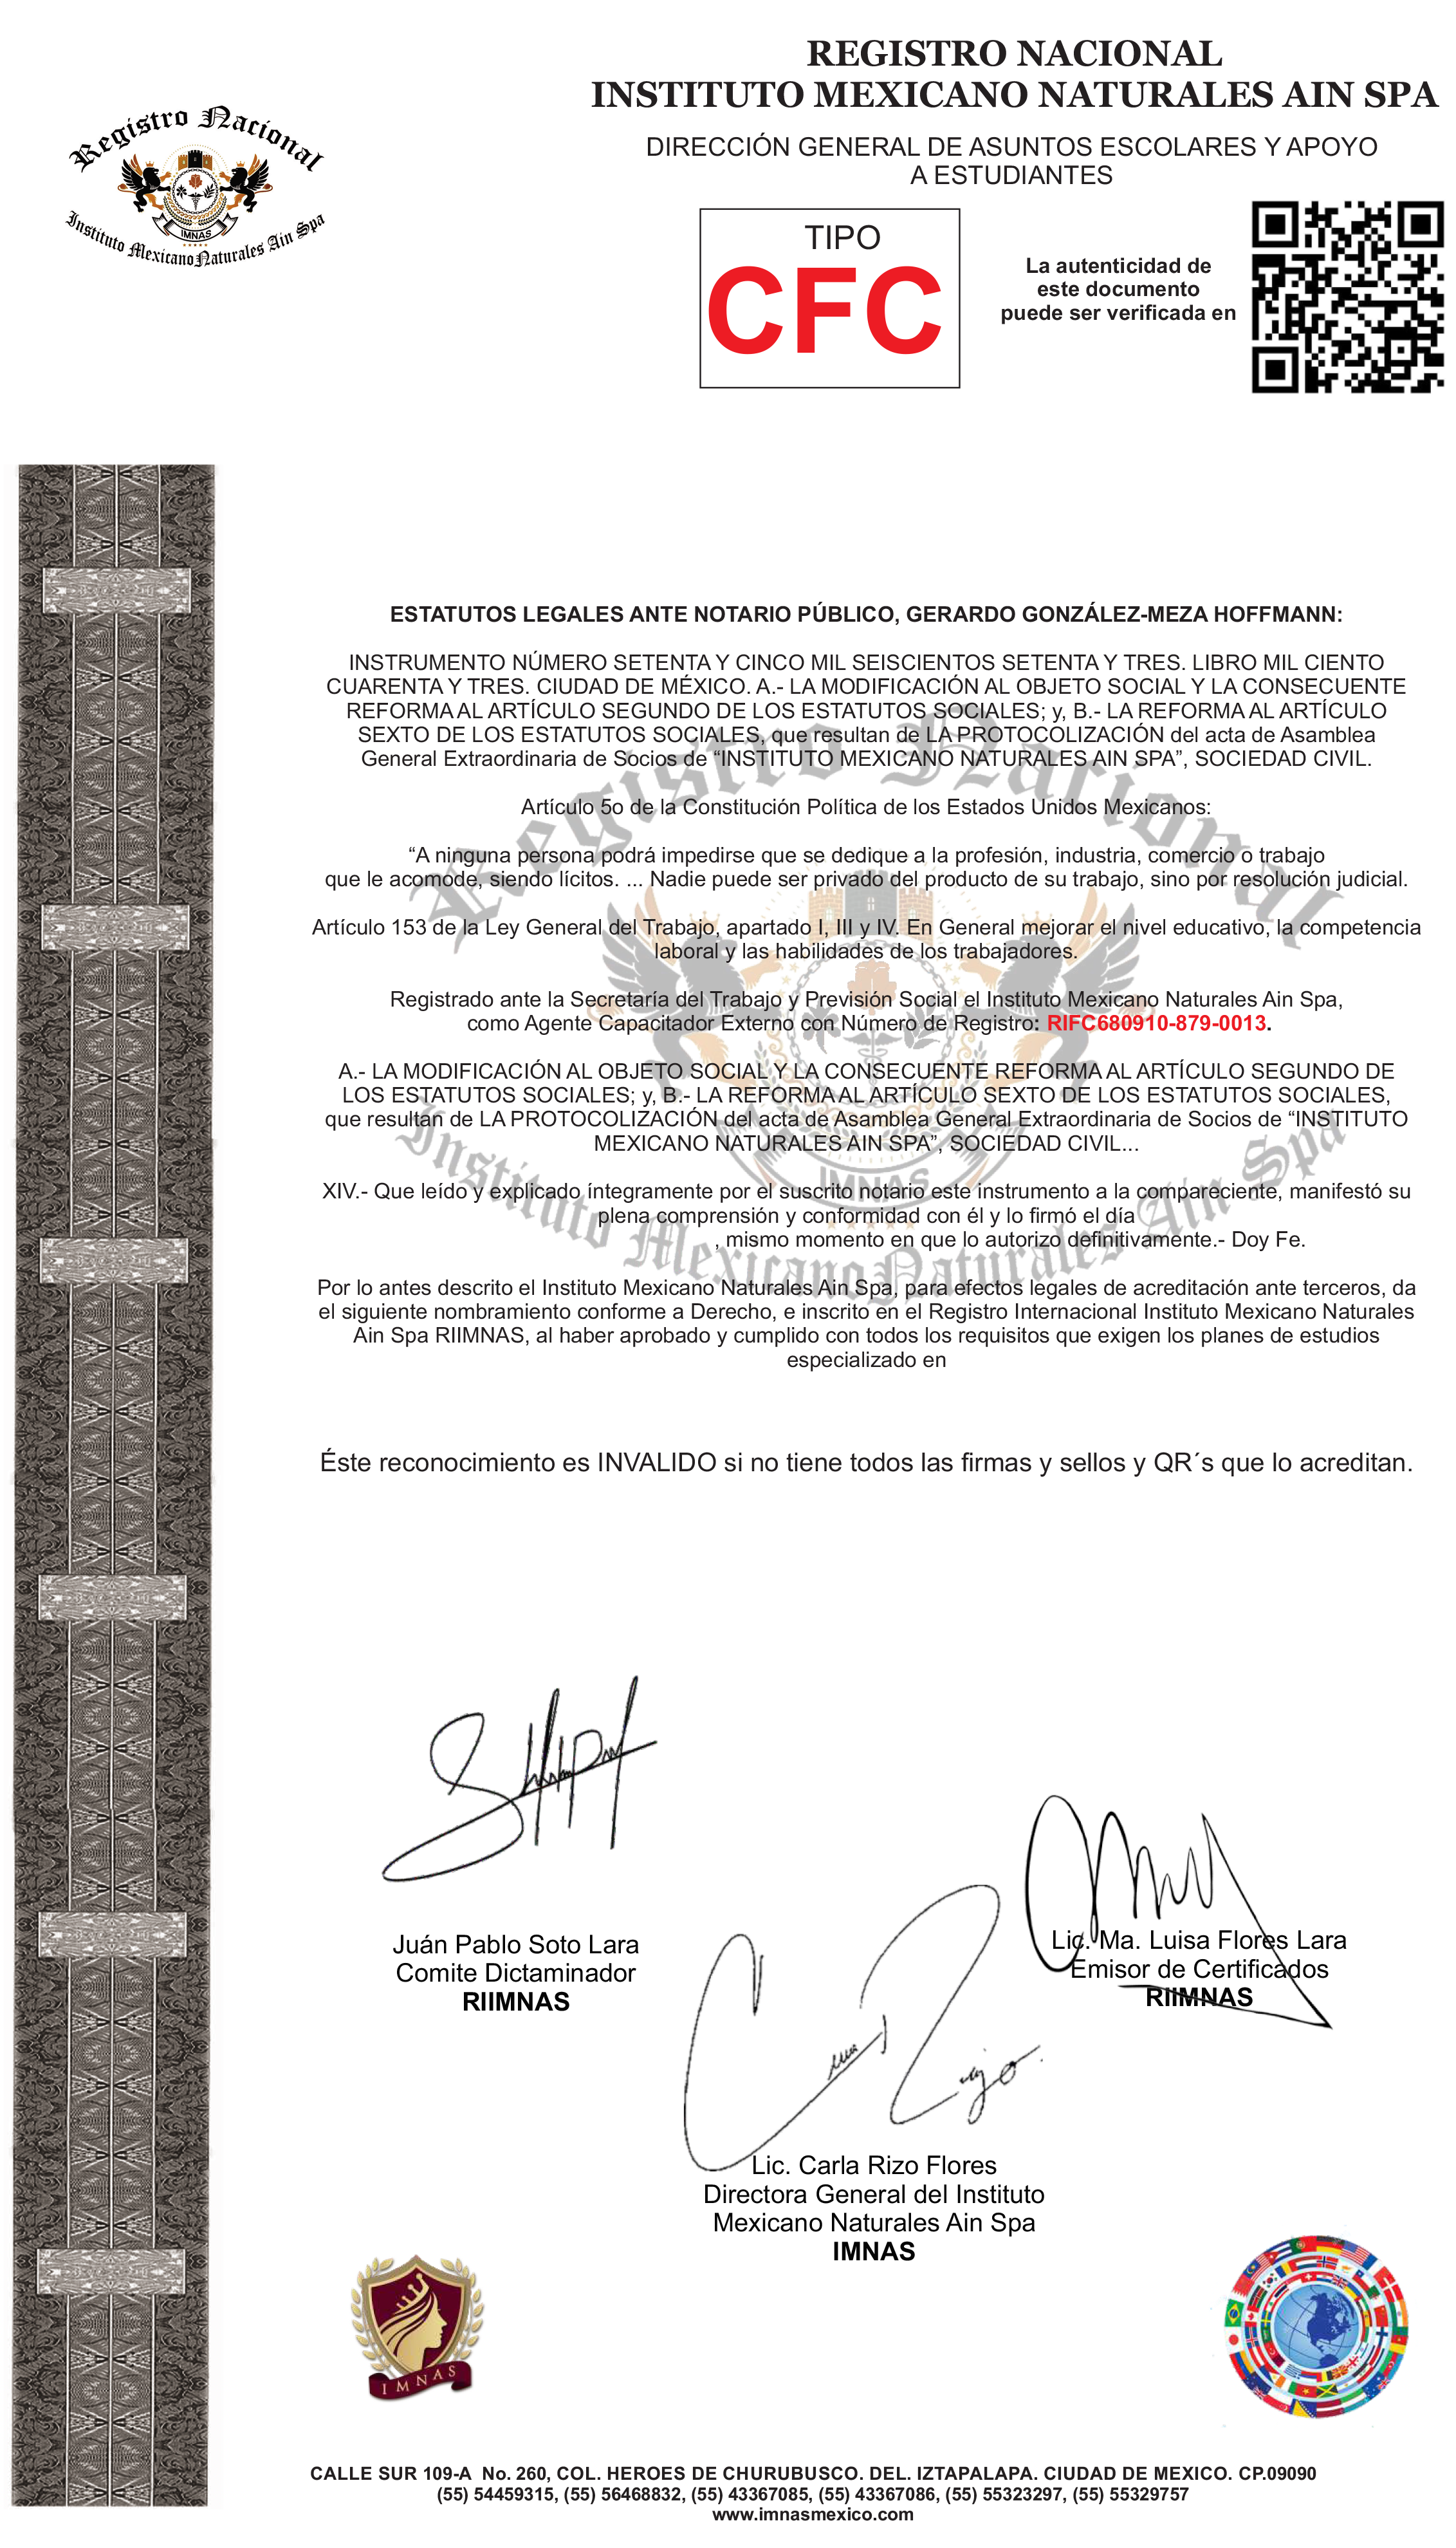 REGISTRO NACIONAL
INSTITUTO MEXICANO NATURALES AIN SPA
DIRECCIÓN GENERAL DE ASUNTOS ESCOLARES Y APOYO
A ESTUDIANTES
Registro Nacional
IMNAS
Instituto Mexicano Naturales Ain Spa
TIPO
CFC
La autenticidad de
este documento
puede ser verificada en
ESTATUTOS LEGALES ANTE NOTARIO PÚBLICO, GERARDO GONZÁLEZ-MEZA HOFFMANN:
INSTRUMENTO NÚMERO SETENTA Y CINCO MIL SEISCIENTOS SETENTA Y TRES. LIBRO MIL CIENTO
CUARENTA Y TRES. CIUDAD DE MÉXICO. A.- LA MODIFICACIÓN AL OBJETO SOCIAL Y LA CONSECUENTE
REFORMA AL ARTÍCULO SEGUNDO DE LOS ESTATUTOS SOCIALES; y, B.- LA REFORMA AL ARTÍCULO
SEXTO DE LOS ESTATUTOS SOCIALES, que resultan de LA PROTOCOLIZACIÓN del acta de Asamblea
General Extraordinaria de Socios de “INSTITUTO MEXICANO NATURALES AIN SPA”, SOCIEDAD CIVIL.
Artículo 5o de la Constitución Política de los Estados Unidos Mexicanos:
“A ninguna persona podrá impedirse que se dedique a la profesión, industria, comercio o trabajo
que le acomode, siendo lícitos. ... Nadie puede ser privado del producto de su trabajo, sino por resolución judicial.
Artículo 153 de la Ley General del Trabajo, apartado I, III y IV. En General mejorar el nivel educativo, la competencia
laboral y las habilidades de los trabajadores.
Registrado ante la Secretaría del Trabajo y Previsión Social el Instituto Mexicano Naturales Ain Spa,
como Agente Capacitador Externo con Número de Registro: RIFC680910-879-0013.
A.- LA MODIFICACIÓN AL OBJETO SOCIAL Y LA CONSECUENTE REFORMA AL ARTÍCULO SEGUNDO DE
LOS ESTATUTOS SOCIALES; y, B.- LA REFORMA AL ARTÍCULO SEXTO DE LOS ESTATUTOS SOCIALES,
que resultan de LA PROTOCOLIZACIÓN del acta de Asamblea General Extraordinaria de Socios de “INSTITUTO
MEXICANO NATURALES AIN SPA”, SOCIEDAD CIVIL...
XIV.- Que leído y explicado íntegramente por el suscrito notario este instrumento a la compareciente, manifestó su
plena comprensión y conformidad con él y lo firmó el día
, mismo momento en que lo autorizo definitivamente.- Doy Fe.
Por lo antes descrito el Instituto Mexicano Naturales Ain Spa, para efectos legales de acreditación ante terceros, da
el siguiente nombramiento conforme a Derecho, e inscrito en el Registro Internacional Instituto Mexicano Naturales
Ain Spa RIIMNAS, al haber aprobado y cumplido con todos los requisitos que exigen los planes de estudios
especializado en
Registro Nacional
IMNAS
Instituto Mexicano Naturales Ain Spa
Éste reconocimiento es INVALIDO si no tiene todos las firmas y sellos y QR´s que lo acreditan.
Juán Pablo Soto Lara
Comite Dictaminador
RIIMNAS
Lic. Ma. Luisa Flores Lara
Emisor de Certificados
RIIMNAS
Lic. Carla Rizo Flores
Directora General del Instituto
Mexicano Naturales Ain Spa
IMNAS
IMNAS
CALLE SUR 109-A No. 260, COL. HEROES DE CHURUBUSCO. DEL. IZTAPALAPA. CIUDAD DE MEXICO. CP.09090
(55) 54459315, (55) 56468832, (55) 43367085, (55) 43367086, (55) 55323297, (55) 55329757
www.imnasmexico.com